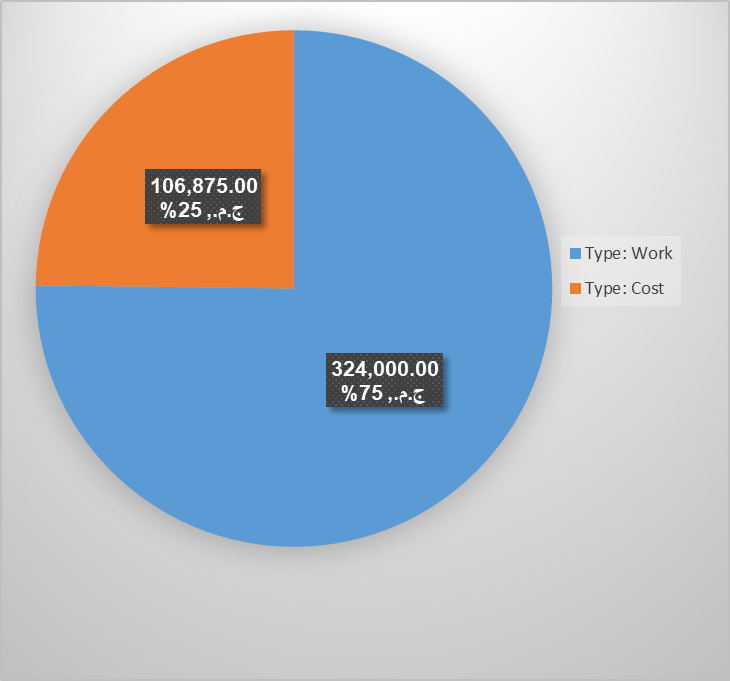 106,875.00
ج.م.‏, 25%
324,000.00
ج.م.‏, 75%
Type: Work
Type: Cost